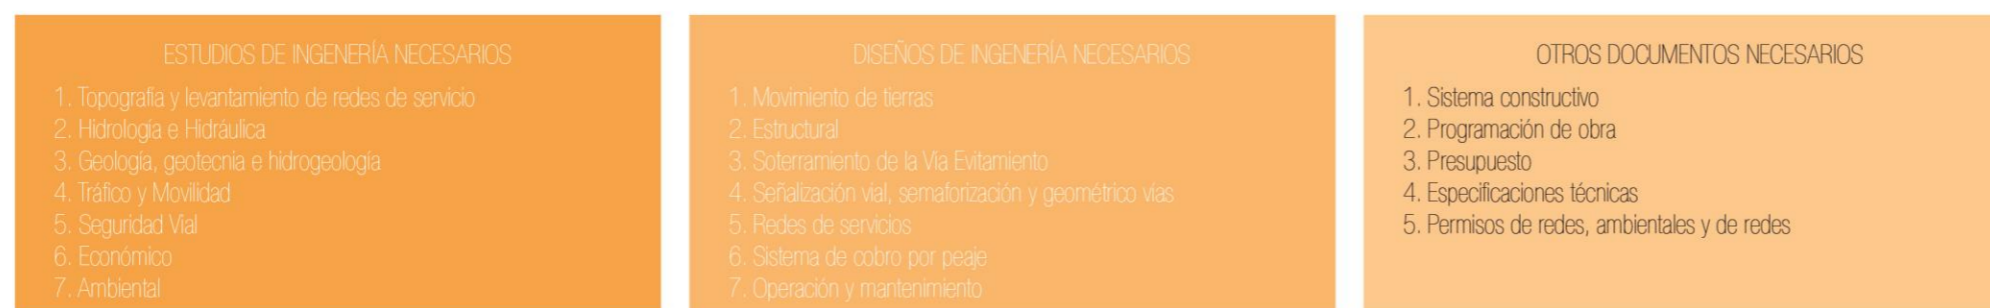 ESTUDIOS DE INGENERÍA NECESARIOS
1. Topografia y levantamiento de redes de servicio
2. Hidrología e Hidráulica
3. Geología, geotecnia e hidrogeología
4. Tráfico y Movilidad
5. Seguridad Vial
6. Económico
7. Ambiental
DISEÑOS DE INGENERÍA NECESARIOS
1. Movimiento de tierras
2. Estructural
3. Soterramiento de la Vía Evitamiento
4. Señalización vial, semaforización y geométrico vías
5. Redes de servicios
6. Sistema de cobro por peaje
7. Operación y mantenimiento
OTROS DOCUMENTOS NECESARIOS
1. Sistema constructivo
2. Programación de obra
3. Presupuesto
4. Especificaciones técnicas
5. Permisos de redes, ambientales y de redes